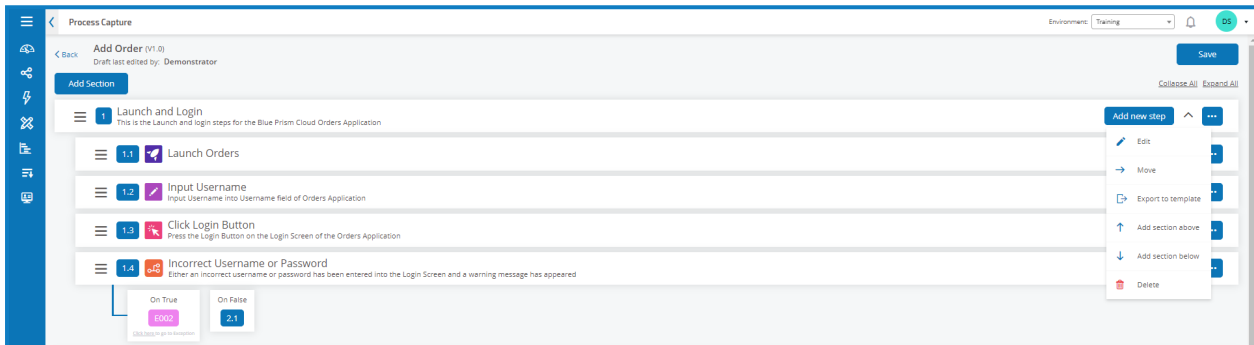 Process Capture
Environment: Training
DS
Back
Add Order (V1.0)
Draft last edited by: Demonstrator
Save
Add Section
Collapse All Expand All
1 Launch and Login
This is the Launch and login steps for the Blue Prism Cloud Orders Application
Add new step
1.1 Launch Orders
1.2 Input Username
Input Username into Username field of Orders Application
1.3 Click Login Button
Press the Login Button on the Login Screen of the Orders Application
1.4 Incorrect Username or Password
Either an incorrect username or password has been entered into the Login Screen and a warning message has appeared
Edit
Move
Export to template
Add section above
Add section below
Delete
On True
E002
Click here to go to Exception
On False
2.1